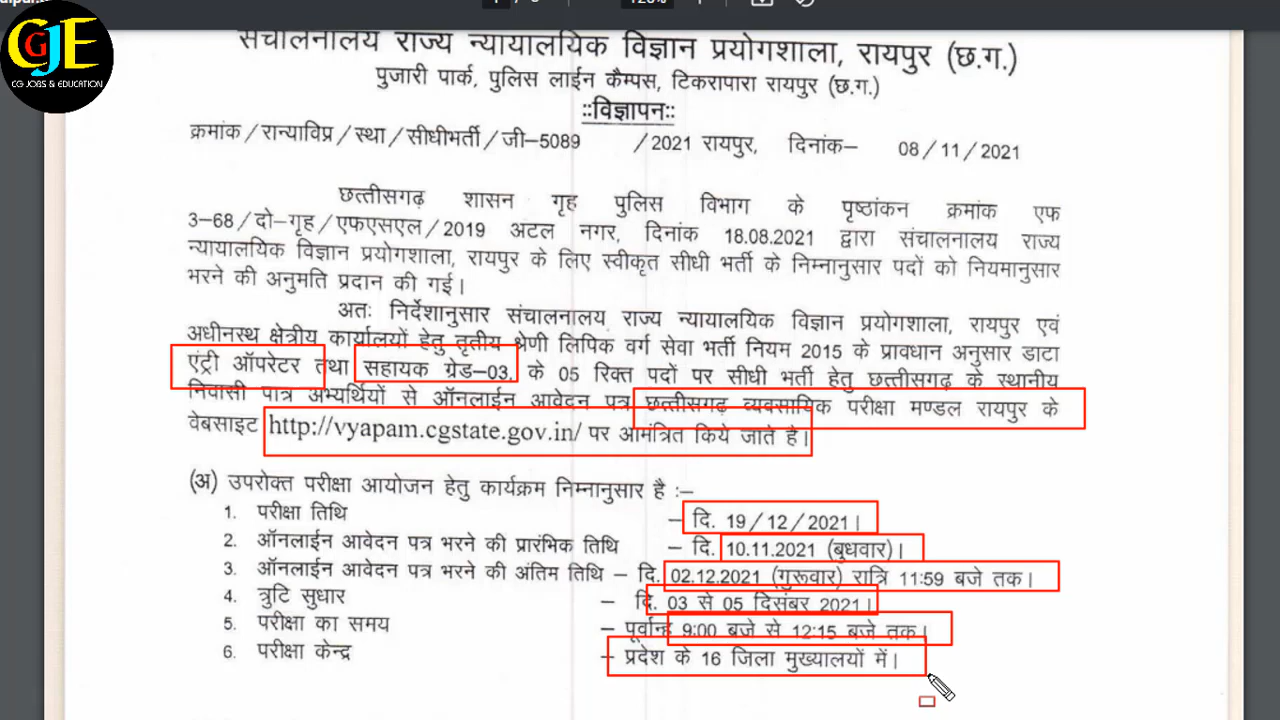 CGJE
CG JOBS & EDUCATION
संचालनालय राज्य न्यायालयिक विज्ञान प्रयोगशाला, रायपुर (छ.ग.)
पुजारी पार्क, पुलिस लाईन कैम्पस, टिकरापारा रायपुर (छ.ग.)
::विज्ञापन::
क्रमांक/रान्याविप्र/स्था/सीधीभर्ती/जी–5089 /2021 रायपुर, दिनांक– 08/11/2021
छत्तीसगढ़ शासन गृह पुलिस विभाग के पृष्ठांकन क्रमांक एफ
3–68/दो–गृह/एफएसएल/2019 अटल नगर, दिनांक 18.08.2021 द्वारा संचालनालय राज्य
न्यायालयिक विज्ञान प्रयोगशाला, रायपुर के लिए स्वीकृत सीधी भर्ती के निम्नानुसार पदों को नियमानुसार
भरने की अनुमति प्रदान की गई।
अतः निर्देशानुसार संचालनालय राज्य न्यायालयिक विज्ञान प्रयोगशाला, रायपुर एवं
अधीनस्थ क्षेत्रीय कार्यालयों हेतु तृतीय श्रेणी लिपिक वर्ग सेवा भर्ती नियम 2015 के प्रावधान अनुसार डाटा
एंट्री ऑपरेटर तथा सहायक ग्रेड–03, के 05 रिक्त पदों पर सीधी भर्ती हेतु छत्तीसगढ़ के स्थानीय
निवासी पात्र अभ्यर्थियों से ऑनलाईन आवेदन पत्र छत्तीसगढ़ व्यवसायिक परीक्षा मण्डल रायपुर के
वेबसाइट http://vyapam.cgstate.gov.in/ पर आमंत्रित किये जाते है।
(अ) उपरोक्त परीक्षा आयोजन हेतु कार्यक्रम निम्नानुसार है :–
1. परीक्षा तिथि – दि. 19/12/2021।
2. ऑनलाईन आवेदन पत्र भरने की प्रारंभिक तिथि – दि. 10.11.2021 (बुधवार)।
3. ऑनलाईन आवेदन पत्र भरने की अंतिम तिथि – दि. 02.12.2021 (गुरूवार) रात्रि 11:59 बजे तक।
4. त्रुटि सुधार – दि. 03 से 05 दिसंबर 2021।
5. परीक्षा का समय – पूर्वान्ह 9:00 बजे से 12:15 बजे तक।
6. परीक्षा केन्द्र – प्रदेश के 16 जिला मुख्यालयों में।